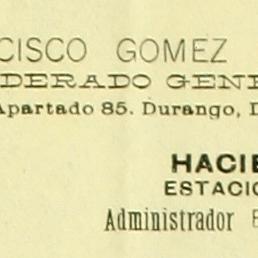 CISCO GOMEZ
DERADO GENE
Apartado 85. Durango, D
HACIE
ESTACIO
Administrador E